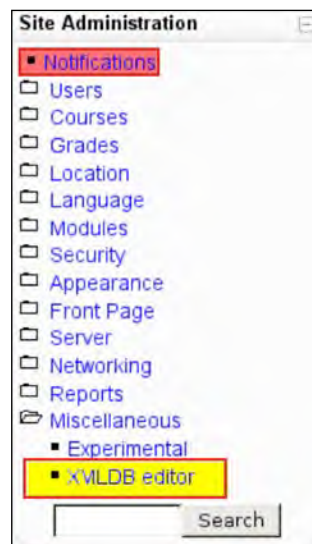 Site Administration
Notifications
Users
Courses
Grades
Location
Language
Modules
Security
Appearance
Front Page
Server
Networking
Reports
Miscellaneous
Experimental
XMLDB editor
Search